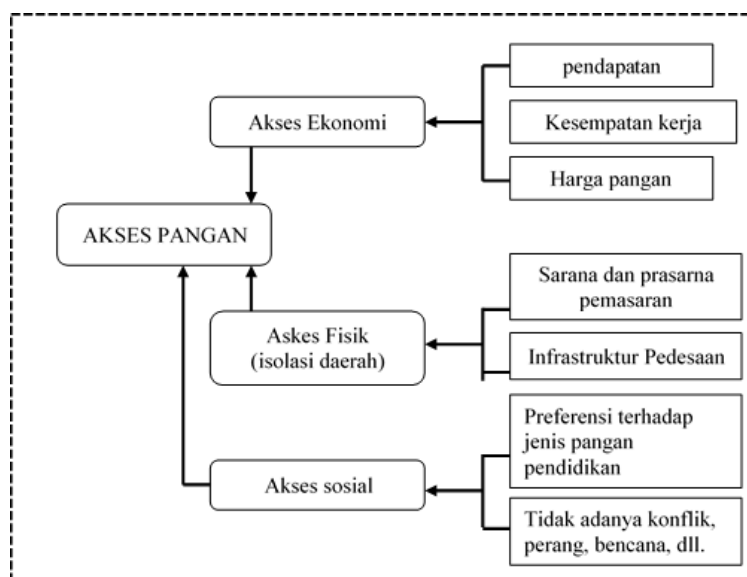 pendapatan
Akses Ekonomi
Kesempatan kerja
Harga pangan
AKSES PANGAN
Sarana dan prasarna
pemasaran
Askes Fisik
(isolasi daerah)
Infrastruktur Pedesaan
Preferensi terhadap
jenis pangan
pendidikan
Akses sosial
Tidak adanya konflik,
perang, bencana, dll.